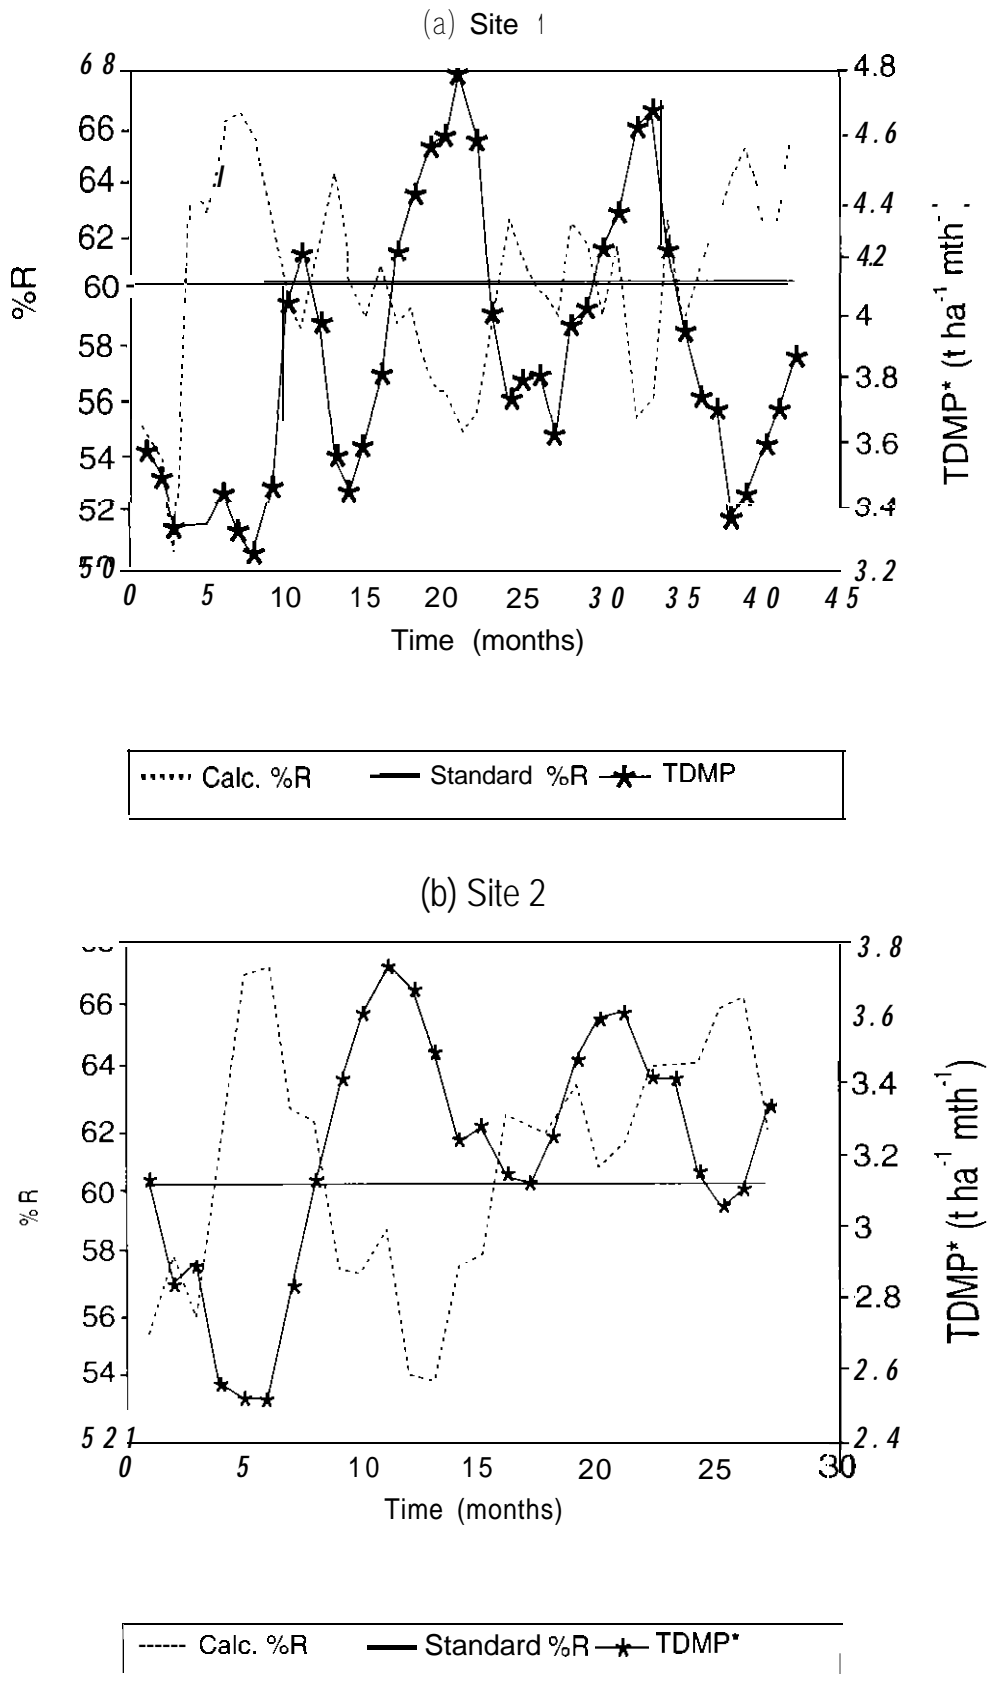 (a) Site 1
68
66
64
62
60
58
56
54
52
50
%R
4.8
4.6
4.4
4.2
4
3.8
3.6
3.4
3.2
TDMP* (t ha-1 mth-1)
0 5 10 15 20 25 30 35 40 45
Time (months)
Calc. %R Standard %R TDMP
(b) Site 2
66
64
62
60
58
56
54
52
%R
3.8
3.6
3.4
3.2
3
2.8
2.6
2.4
TDMP* (t ha-1 mth-1)
0 5 10 15 20 25 30
Time (months)
Calc. %R Standard %R TDMP*